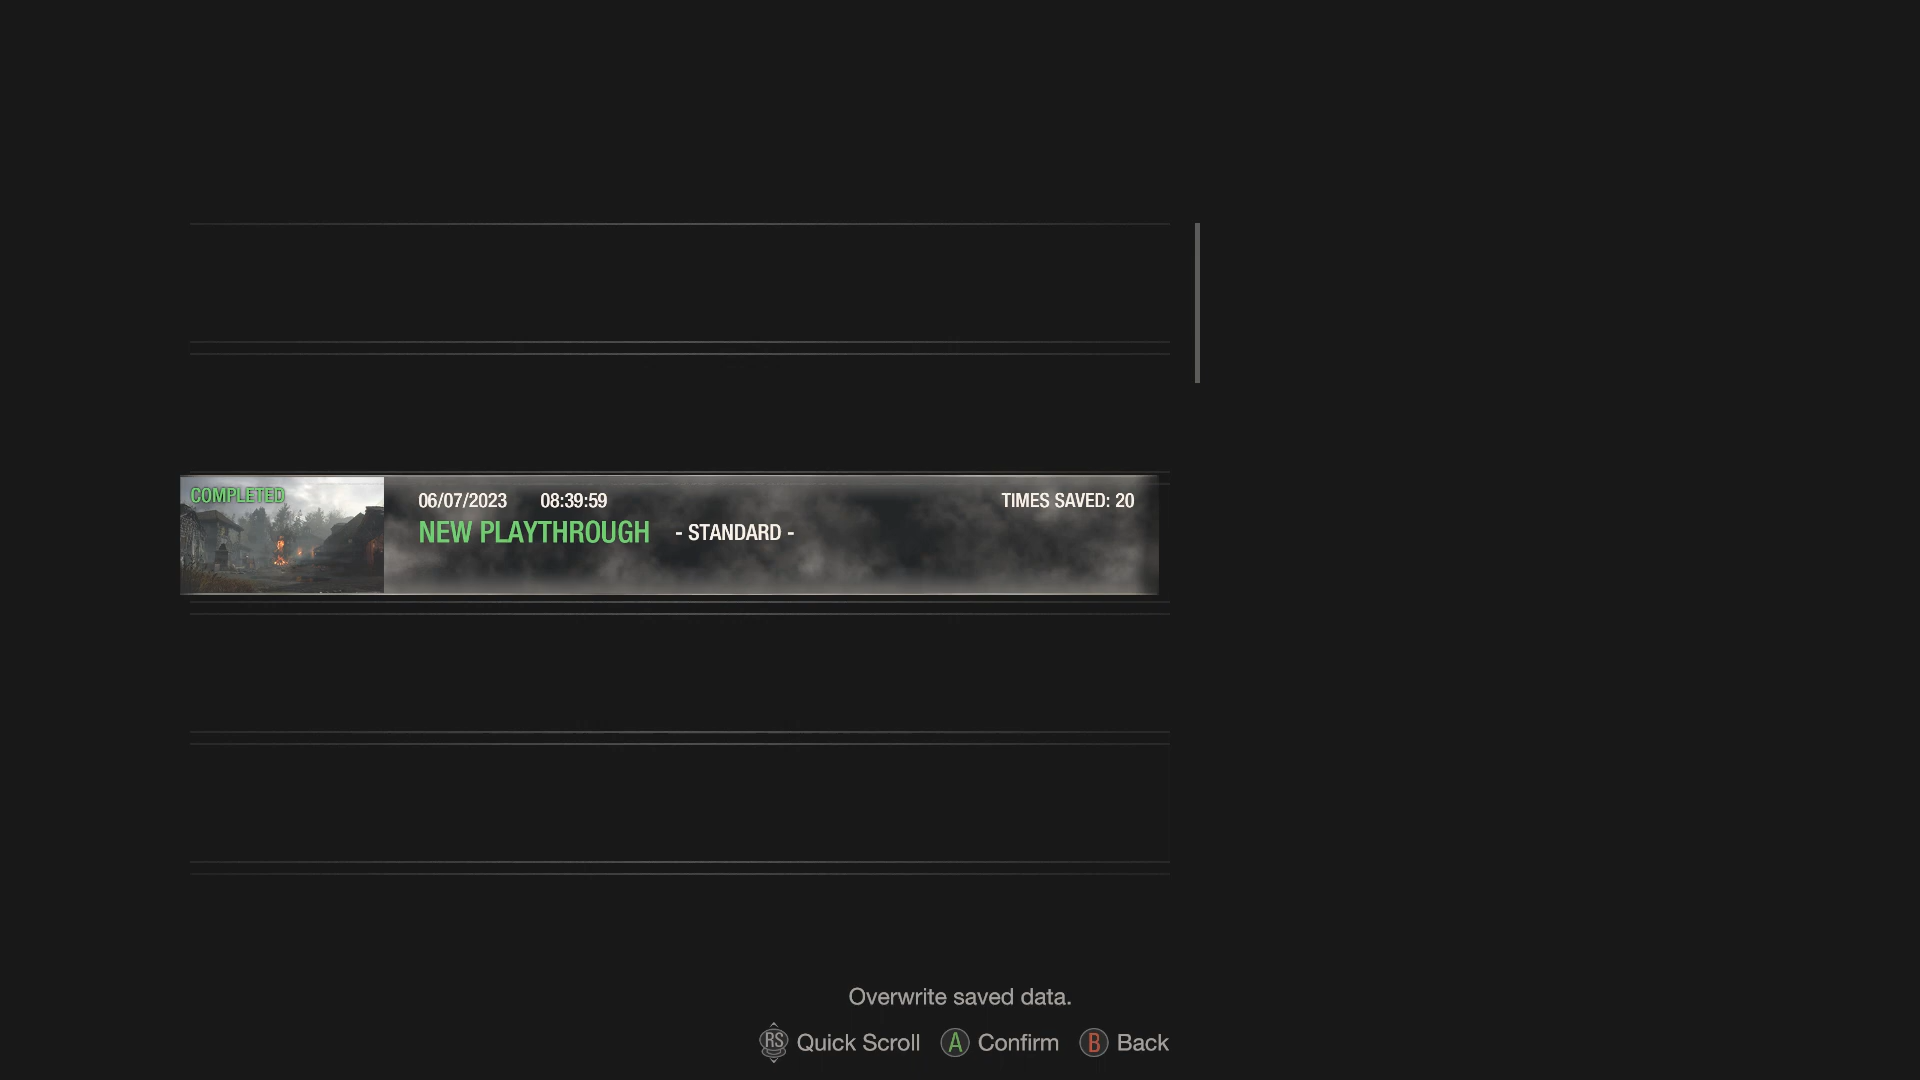 COMPLETED
06/07/2023 08:39:59 TIMES SAVED: 20
NEW PLAYTHROUGH - STANDARD -
Overwrite saved data.
RS Quick Scroll A Confirm B Back